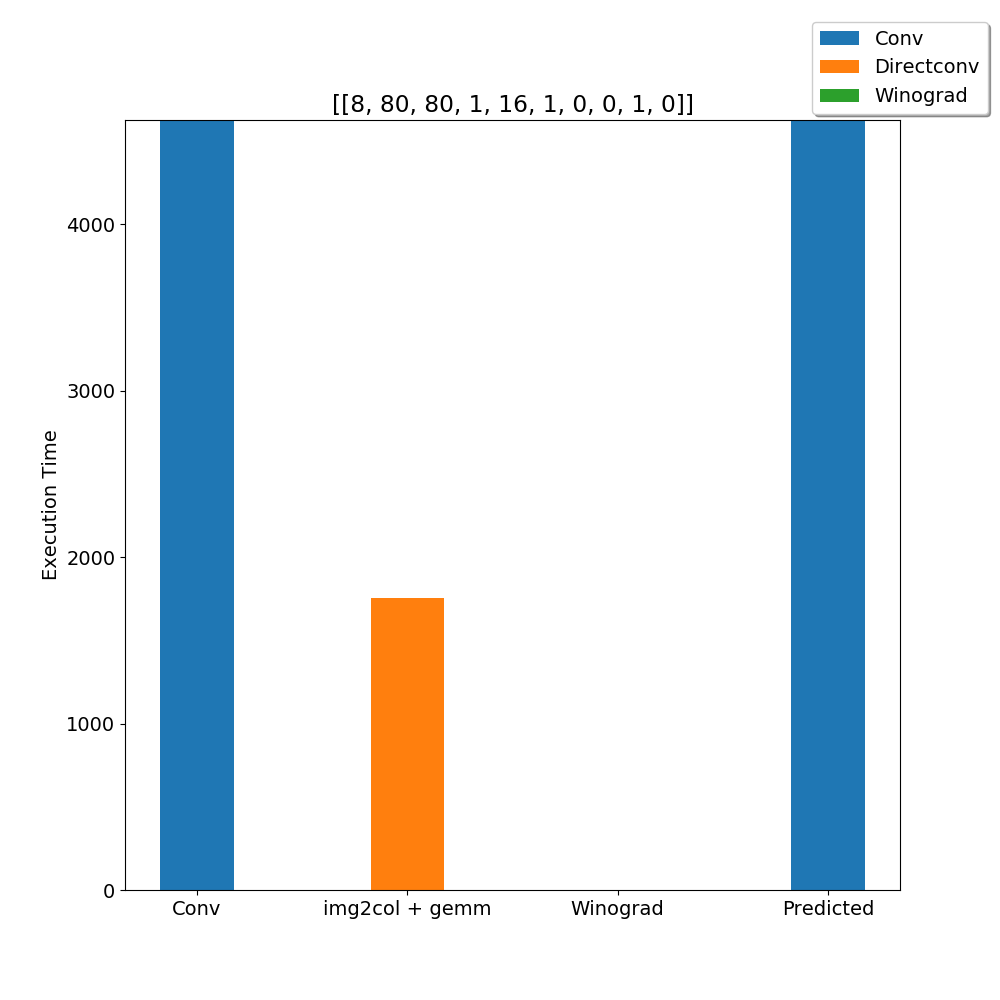 Conv
Directconv
Winograd
[[8, 80, 80, 1, 16, 1, 0, 0, 1, 0]]
4000
3000
2000
1000
0
Execution Time
Conv img2col + gemm Winograd Predicted